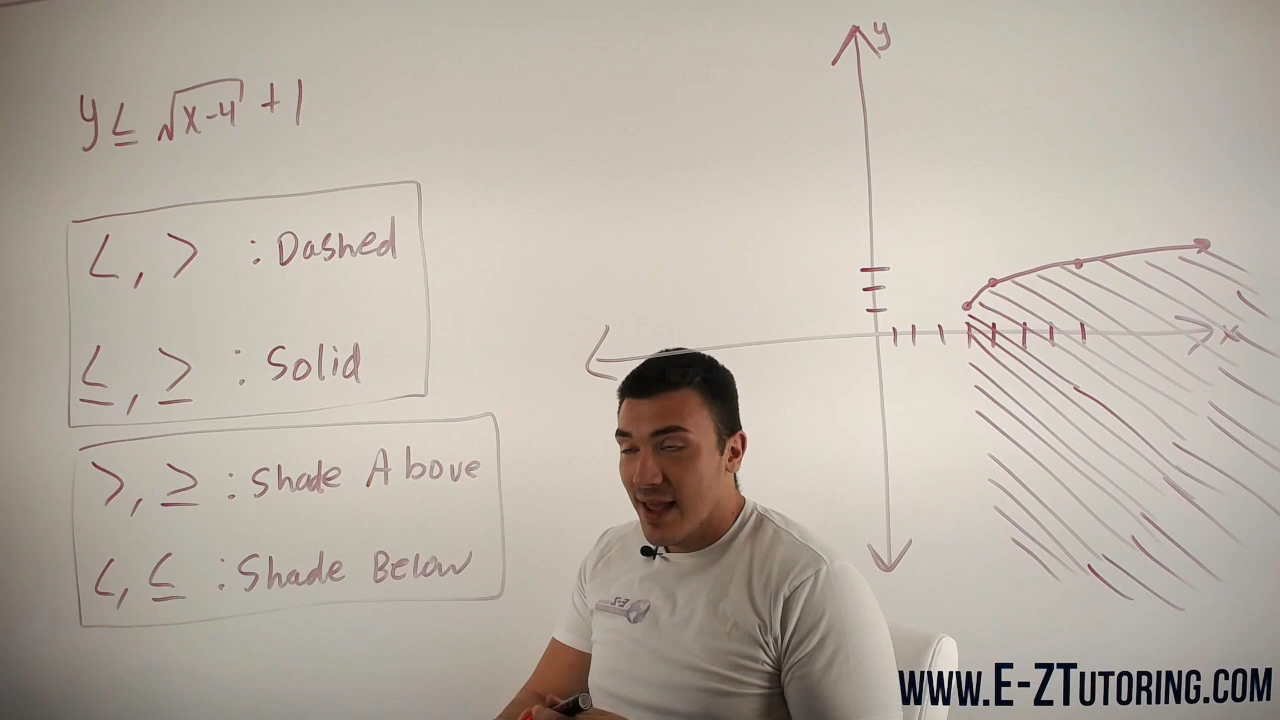 y ≤ √x-4 + 1
<, > : Dashed
≤, ≥ : Solid
>, ≥ : Shade Above
<, ≤ : Shade Below
y
x
E-Z
www.E-ZTutoring.com